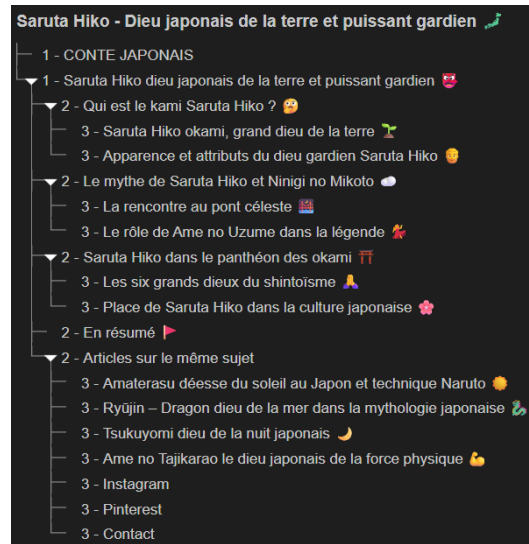 Saruta Hiko - Dieu japonais de la terre et puissant gardien 🗾
1 - CONTE JAPONAIS
1 - Saruta Hiko dieu japonais de la terre et puissant gardien 👹
2 - Qui est le kami Saruta Hiko ? 🤔
3 - Saruta Hiko okami, grand dieu de la terre 🌱
3 - Apparence et attributs du dieu gardien Saruta Hiko 👴
2 - Le mythe de Saruta Hiko et Ninigi no Mikoto ☁️
3 - La rencontre au pont céleste 🌉
3 - Le rôle de Ame no Uzume dans la légende 💃
2 - Saruta Hiko dans le panthéon des okami ⛩️
3 - Les six grands dieux du shintoïsme 🙏
3 - Place de Saruta Hiko dans la culture japonaise 🌸
2 - En résumé 🚩
2 - Articles sur le même sujet
3 - Amaterasu déesse du soleil au Japon et technique Naruto 🌞
3 - Ryūjin – Dragon dieu de la mer dans la mythologie japonaise 🐉
3 - Tsukuyomi dieu de la nuit japonais 🌙
3 - Ame no Tajikarao le dieu japonais de la force physique 💪
3 - Instagram
3 - Pinterest
3 - Contact